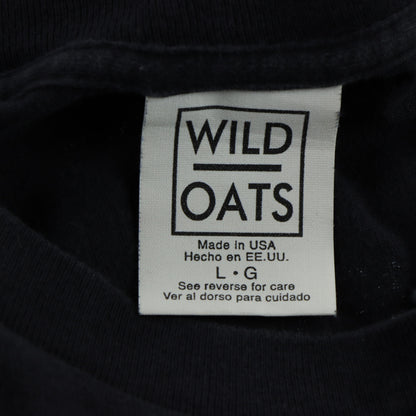 WILD
OATS
Made in USA
Hecho en EE.UU.
L • G
See reverse for care
Ver al dorso para cuidado